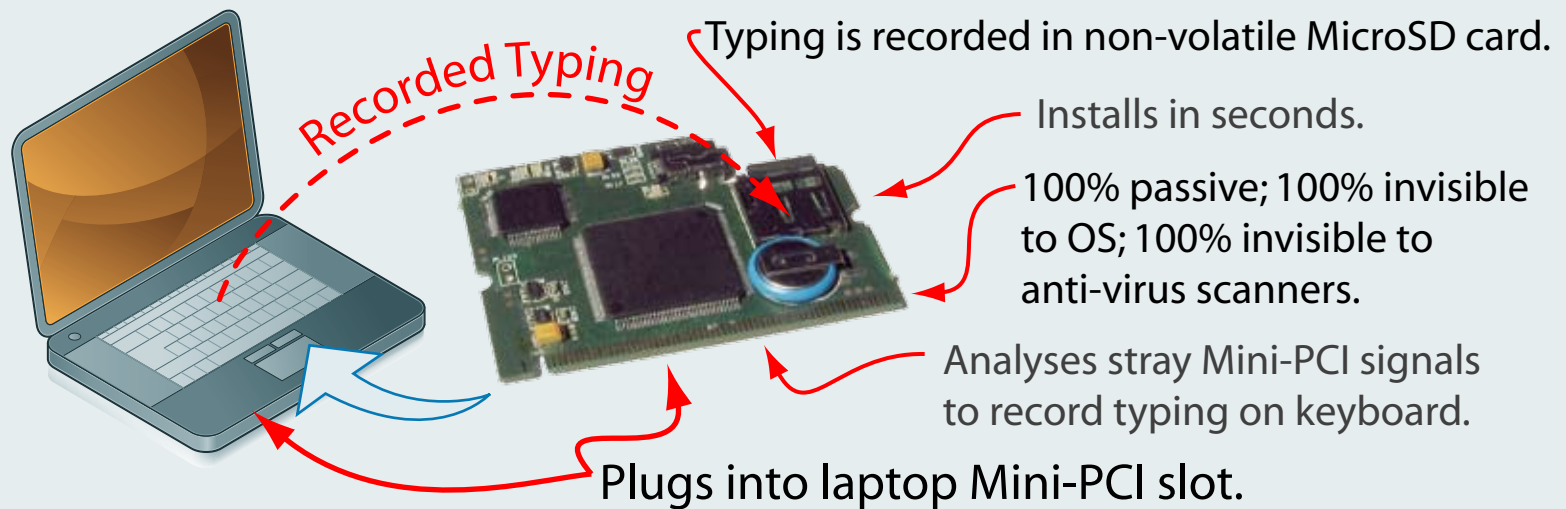 Recorded Typing
Typing is recorded in non-volatile MicroSD card.
Installs in seconds.
100% passive; 100% invisible
to OS; 100% invisible to
anti-virus scanners.
Analyses stray Mini-PCI signals
to record typing on keyboard.
Plugs into laptop Mini-PCI slot.